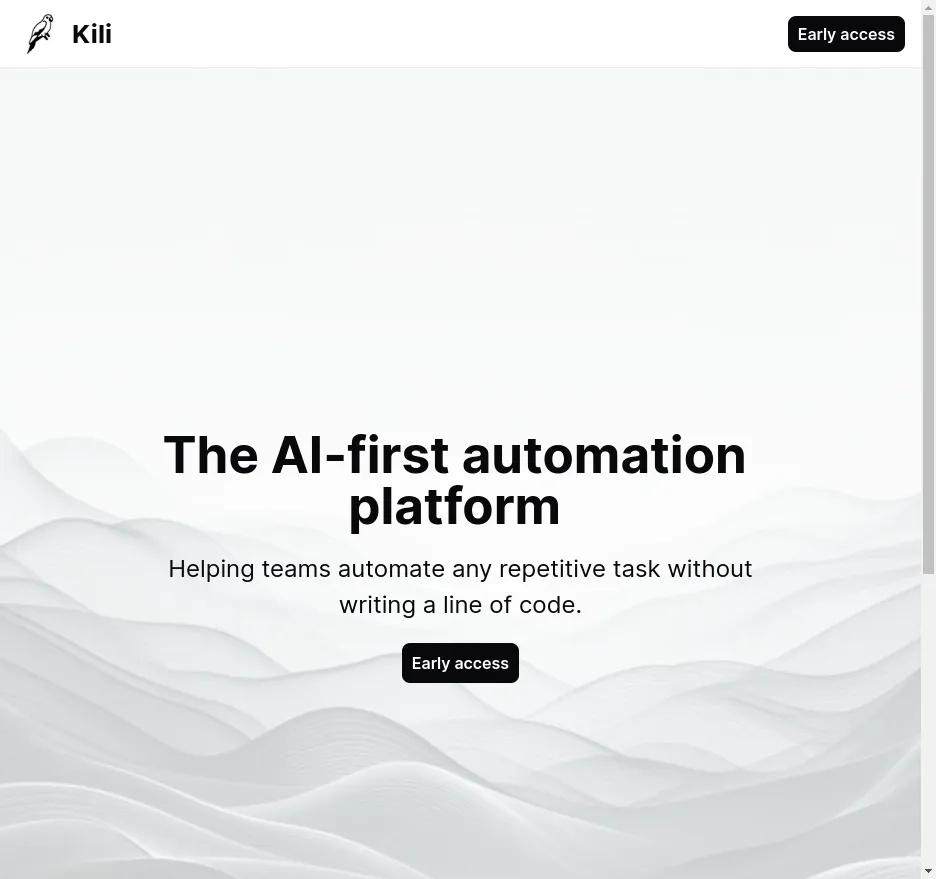 Kili
Early access
The AI-first automation
platform
Helping teams automate any repetitive task without
writing a line of code.
Early access